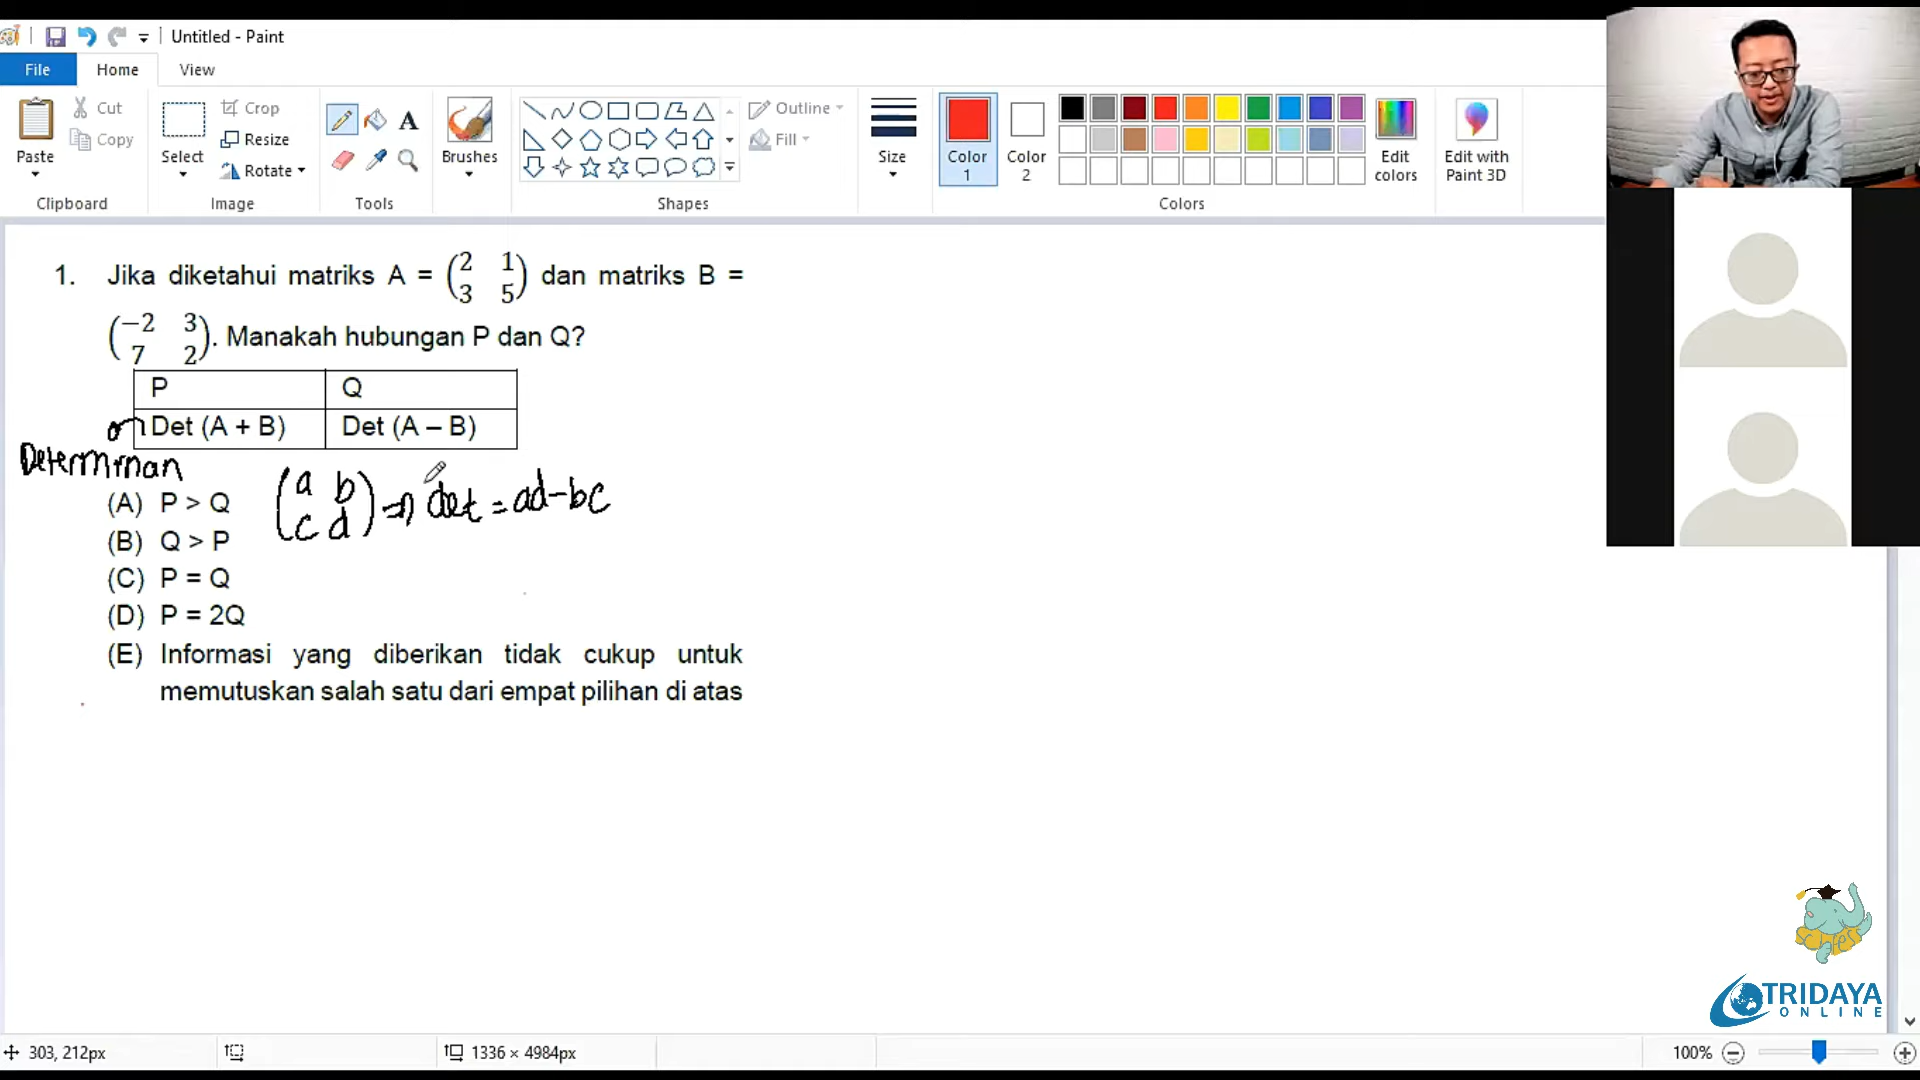 Untitled - Paint
File Home View
Paste
Cut
Copy
Clipboard
Select
Crop
Resize
Rotate
Image
A
Tools
Brushes
Outline
Fill
Shapes
Size
Color 1
Color 2
Edit colors
Edit with Paint 3D
Colors
1. Jika diketahui matriks A = (2 1
3 5) dan matriks B =
(−2 3
7 2). Manakah hubungan P dan Q?
P Q
Det (A + B) Det (A – B)
Determinan
(a b
c d) ⇒ det = ad-bc
(A) P > Q
(B) Q > P
(C) P = Q
(D) P = 2Q
(E) Informasi yang diberikan tidak cukup untuk
memutuskan salah satu dari empat pilihan di atas
TRIDAYA
ONLINE
303, 212px
1336 × 4984px
100%